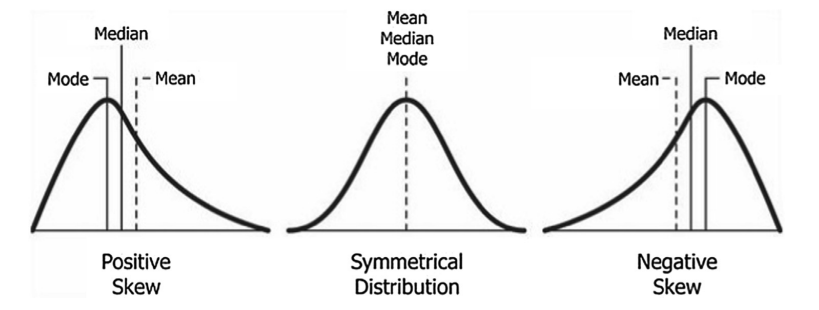 Median
Mode
Mean
Positive
Skew
Mean
Median
Mode
Symmetrical
Distribution
Median
Mean
Mode
Negative
Skew